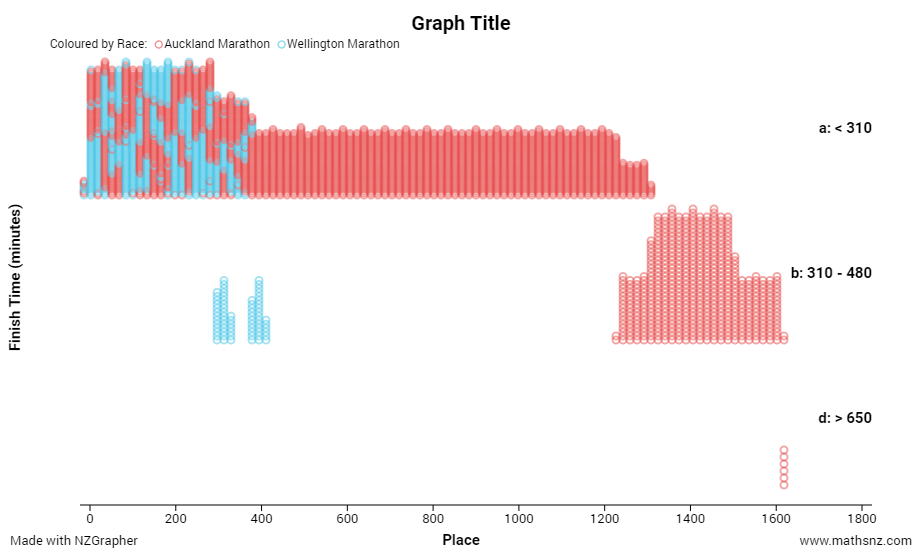 Graph Title
Coloured by Race: Auckland Marathon Wellington Marathon
a: < 310
b: 310 - 480
d: > 650
Finish Time (minutes)
0 200 400 600 800 1000 1200 1400 1600 1800
Made with NZGrapher Place www.mathsnz.com